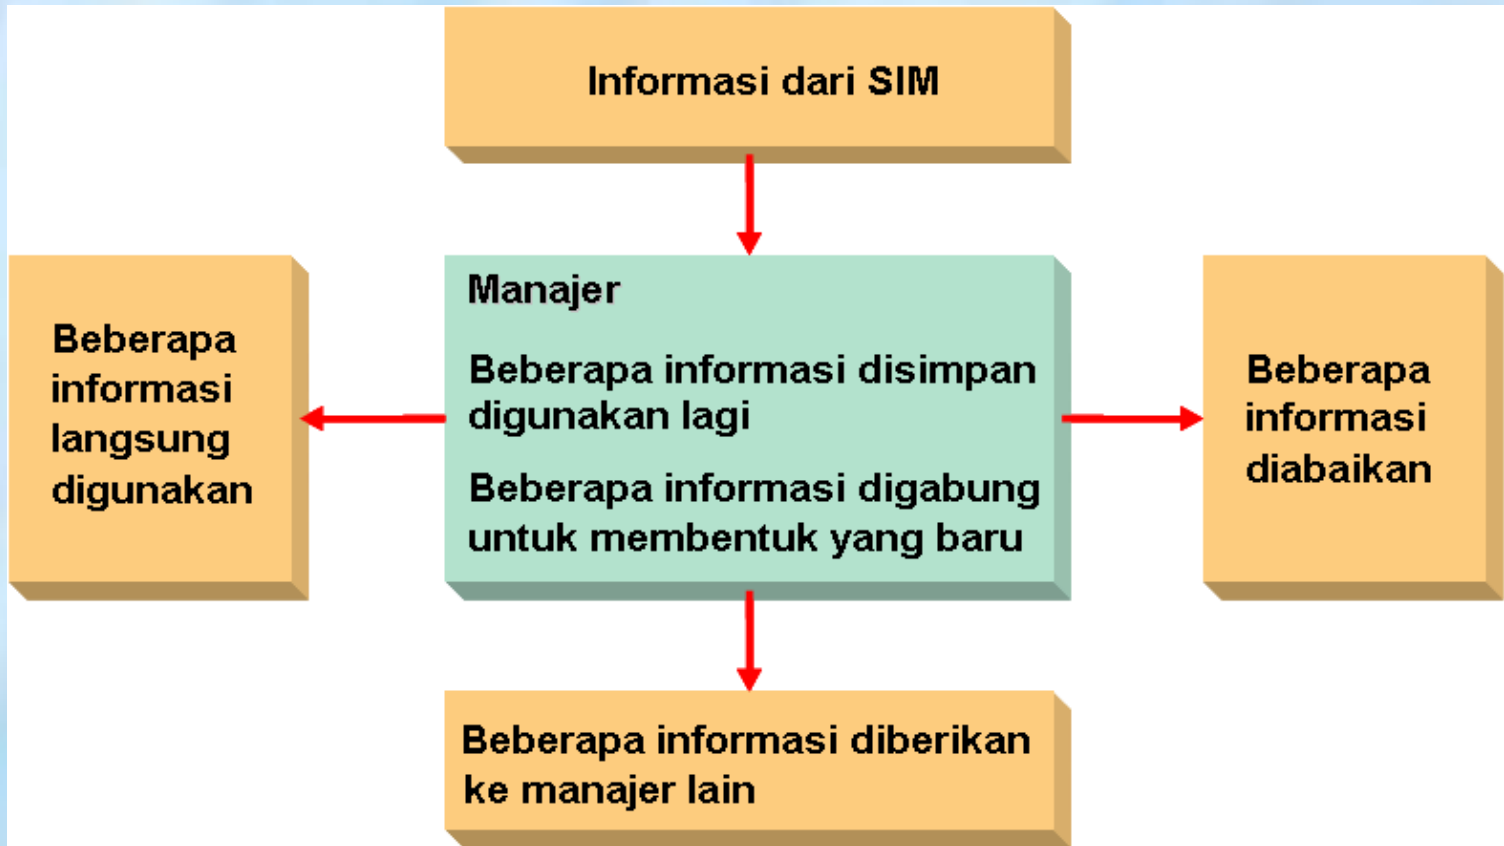 Informasi dari SIM
Beberapa
informasi
langsung
digunakan
Manajer
Beberapa informasi disimpan
digunakan lagi
Beberapa informasi digabung
untuk membentuk yang baru
Beberapa
informasi
diabaikan
Beberapa informasi diberikan
ke manajer lain